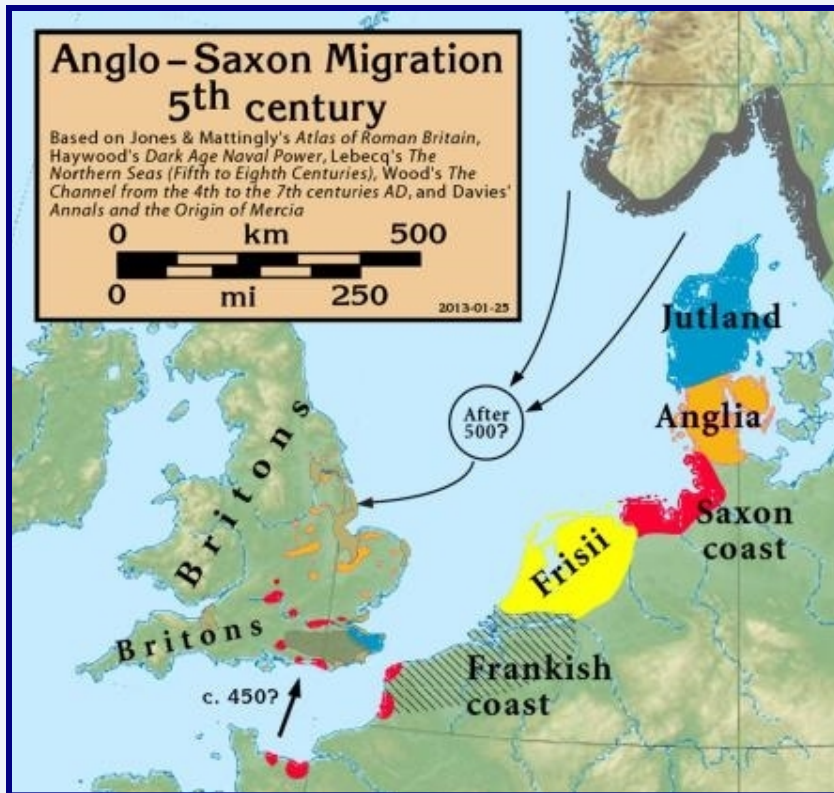 Anglo – Saxon Migration
5th century
Based on Jones & Mattingly's Atlas of Roman Britain,
Haywood's Dark Age Naval Power, Lebecq's The
Northern Seas (Fifth to Eighth Centuries), Wood's The
Channel from the 4th to the 7th centuries AD, and Davies'
Annals and the Origin of Mercia
0 km 500
0 mi 250
2013-01-25
Jutland
After
500?
Anglia
Britons
Saxon
coast
Frisii
Britons
Frankish
coast
c. 450?